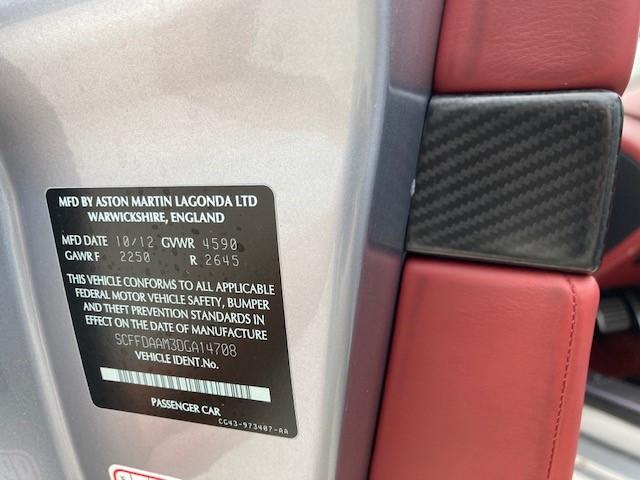 MFD BY ASTON MARTIN LAGONDA LTD
WARWICKSHIRE, ENGLAND
MFD DATE 10/12 GVWR 4590
GAWR F 2250 R 2645
THIS VEHICLE CONFORMS TO ALL APPLICABLE
FEDERAL MOTOR VEHICLE SAFETY, BUMPER
AND THEFT PREVENTION STANDARDS IN
EFFECT ON THE DATE OF MANUFACTURE
SCFFDAAM3DGA14708
VEHICLE IDENT.No.
PASSENGER CAR
CG43-973407-AA